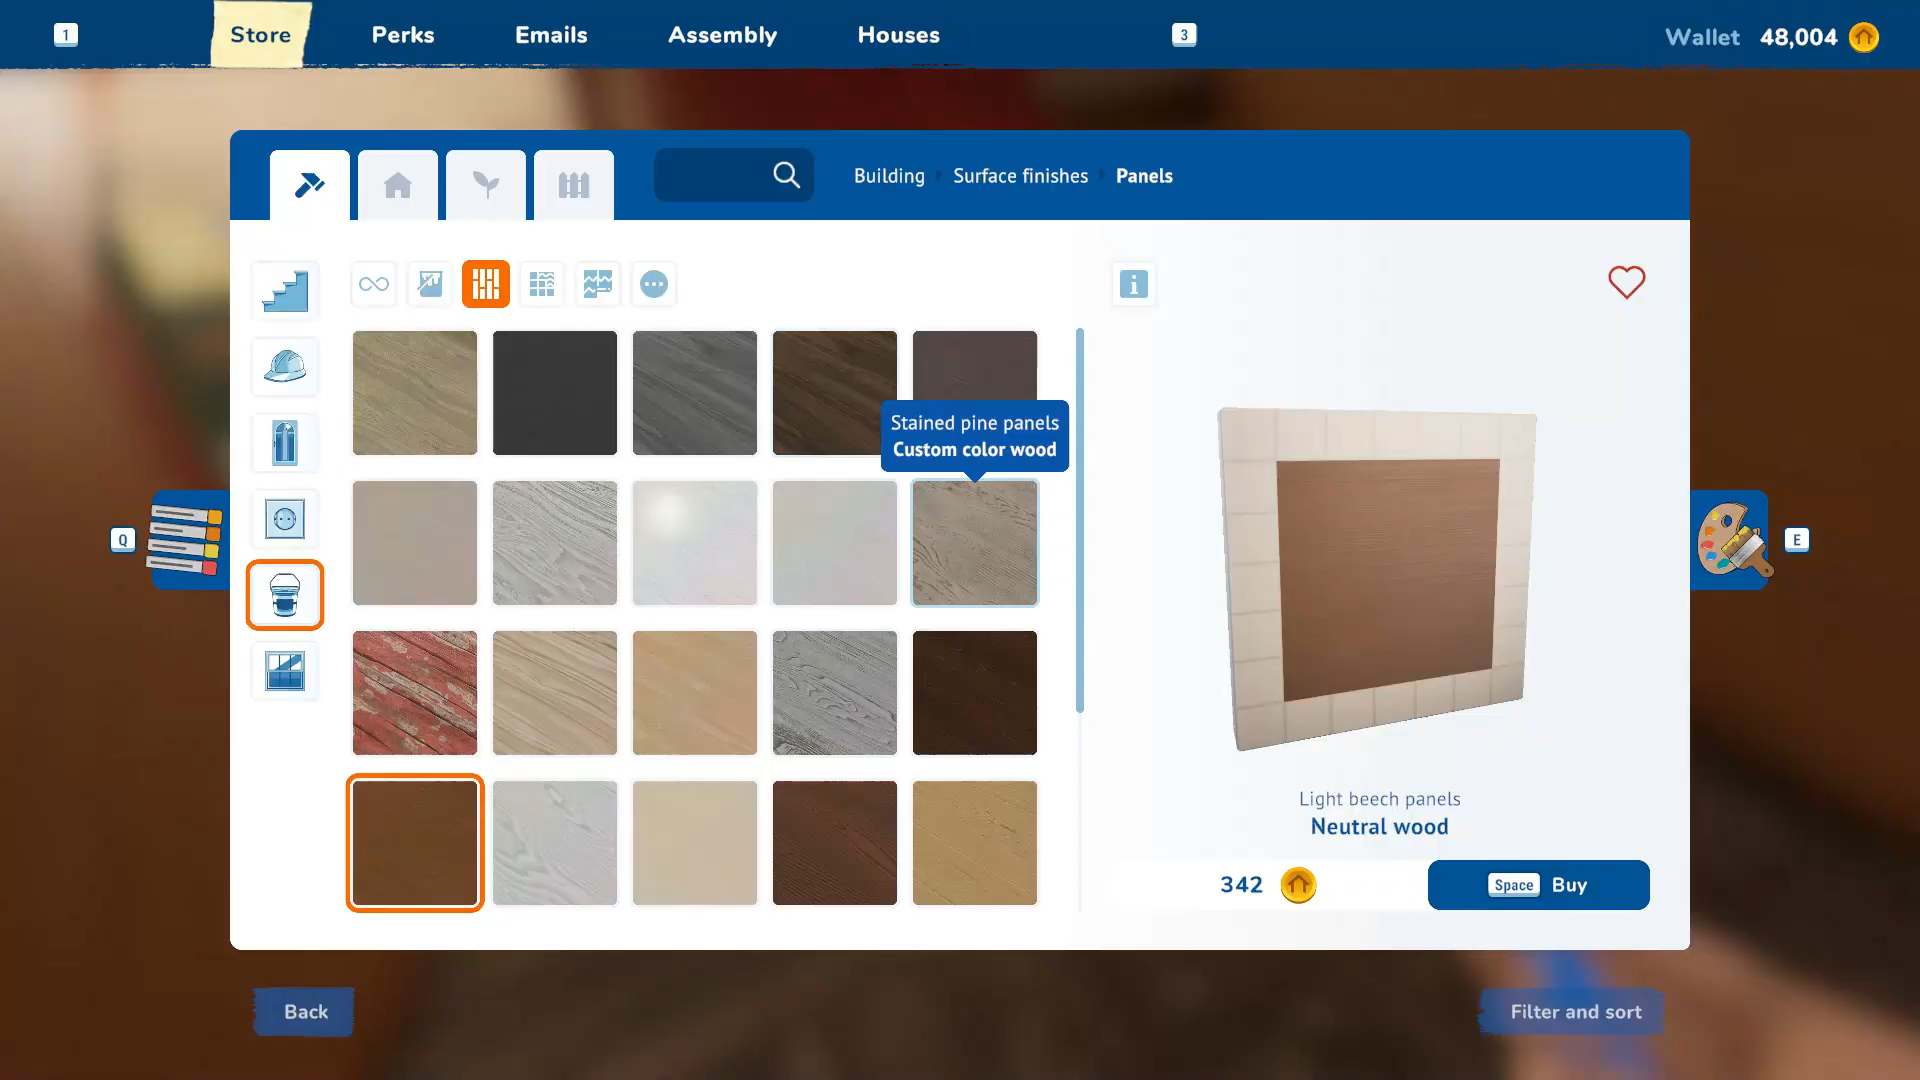 1
Store
Perks
Emails
Assembly
Houses
3
Wallet 48,004
Building
Surface finishes
Panels
Stained pine panels
Custom color wood
Q
E
Light beech panels
Neutral wood
342
Space Buy
Back
Filter and sort